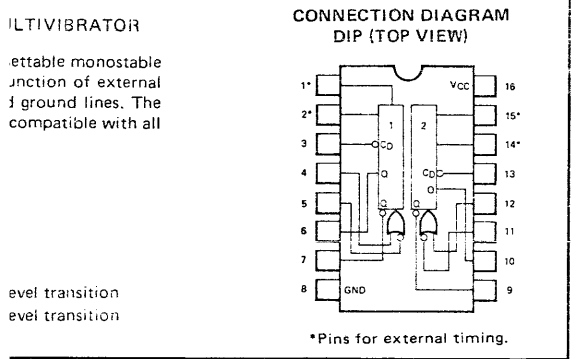 ILTIVIBRATOR
ettable monostable
unction of external
d ground lines. The
compatible with all
evel transition
evel transition
CONNECTION DIAGRAM
DIP (TOP VIEW)
1* VCC 16
2* 1 2 15*
3 CD 14*
4 Q CD 13
5 Q Q 12
6 Q 11
7 10
8 GND 9
*Pins for external timing.